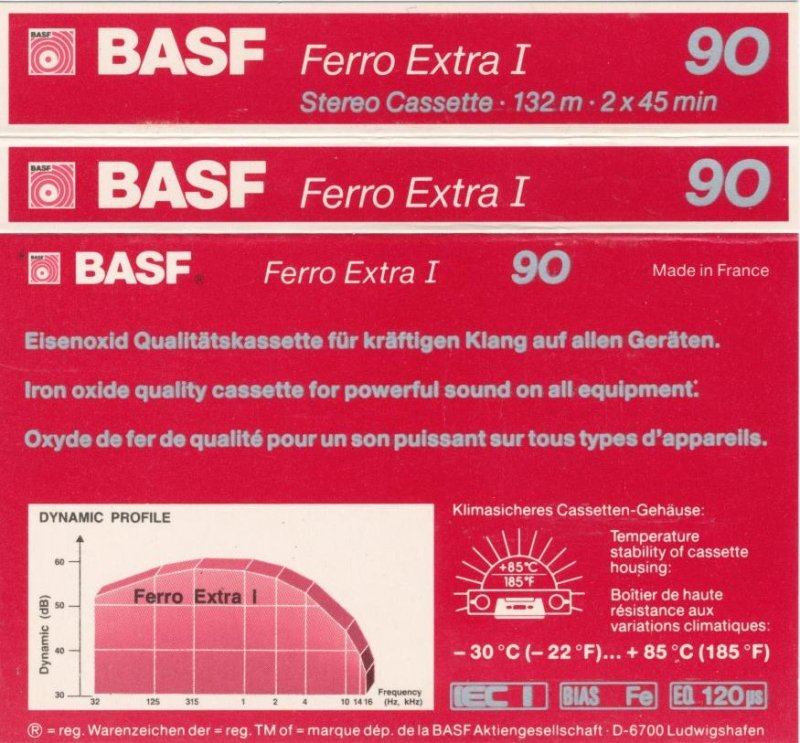 BASF
BASF Ferro Extra I 90
Stereo Cassette · 132 m · 2 x 45 min
BASF
BASF Ferro Extra I 90
BASF
BASF® Ferro Extra I 90 Made in France
Eisenoxid Qualitätskassette für kräftigen Klang auf allen Geräten.
Iron oxide quality cassette for powerful sound on all equipment.
Oxyde de fer de qualité pour un son puissant sur tous types d'appareils.
DYNAMIC PROFILE
Dynamic (dB)
60
50
40
30
Ferro Extra I
32 125 315 1 2 4 10 14 16
Frequency
(Hz, kHz)
Klimasicheres Cassetten-Gehäuse:
+85°C
185°F
Temperature
stability of cassette
housing:
Boîtier de haute
résistance aux
variations climatiques:
– 30 °C (– 22 °F)... + 85 °C (185 °F)
IEC I BIAS Fe EQ 120 µs
® = reg. Warenzeichen der = reg. TM of = marque dép. de la BASF Aktiengesellschaft · D-6700 Ludwigshafen